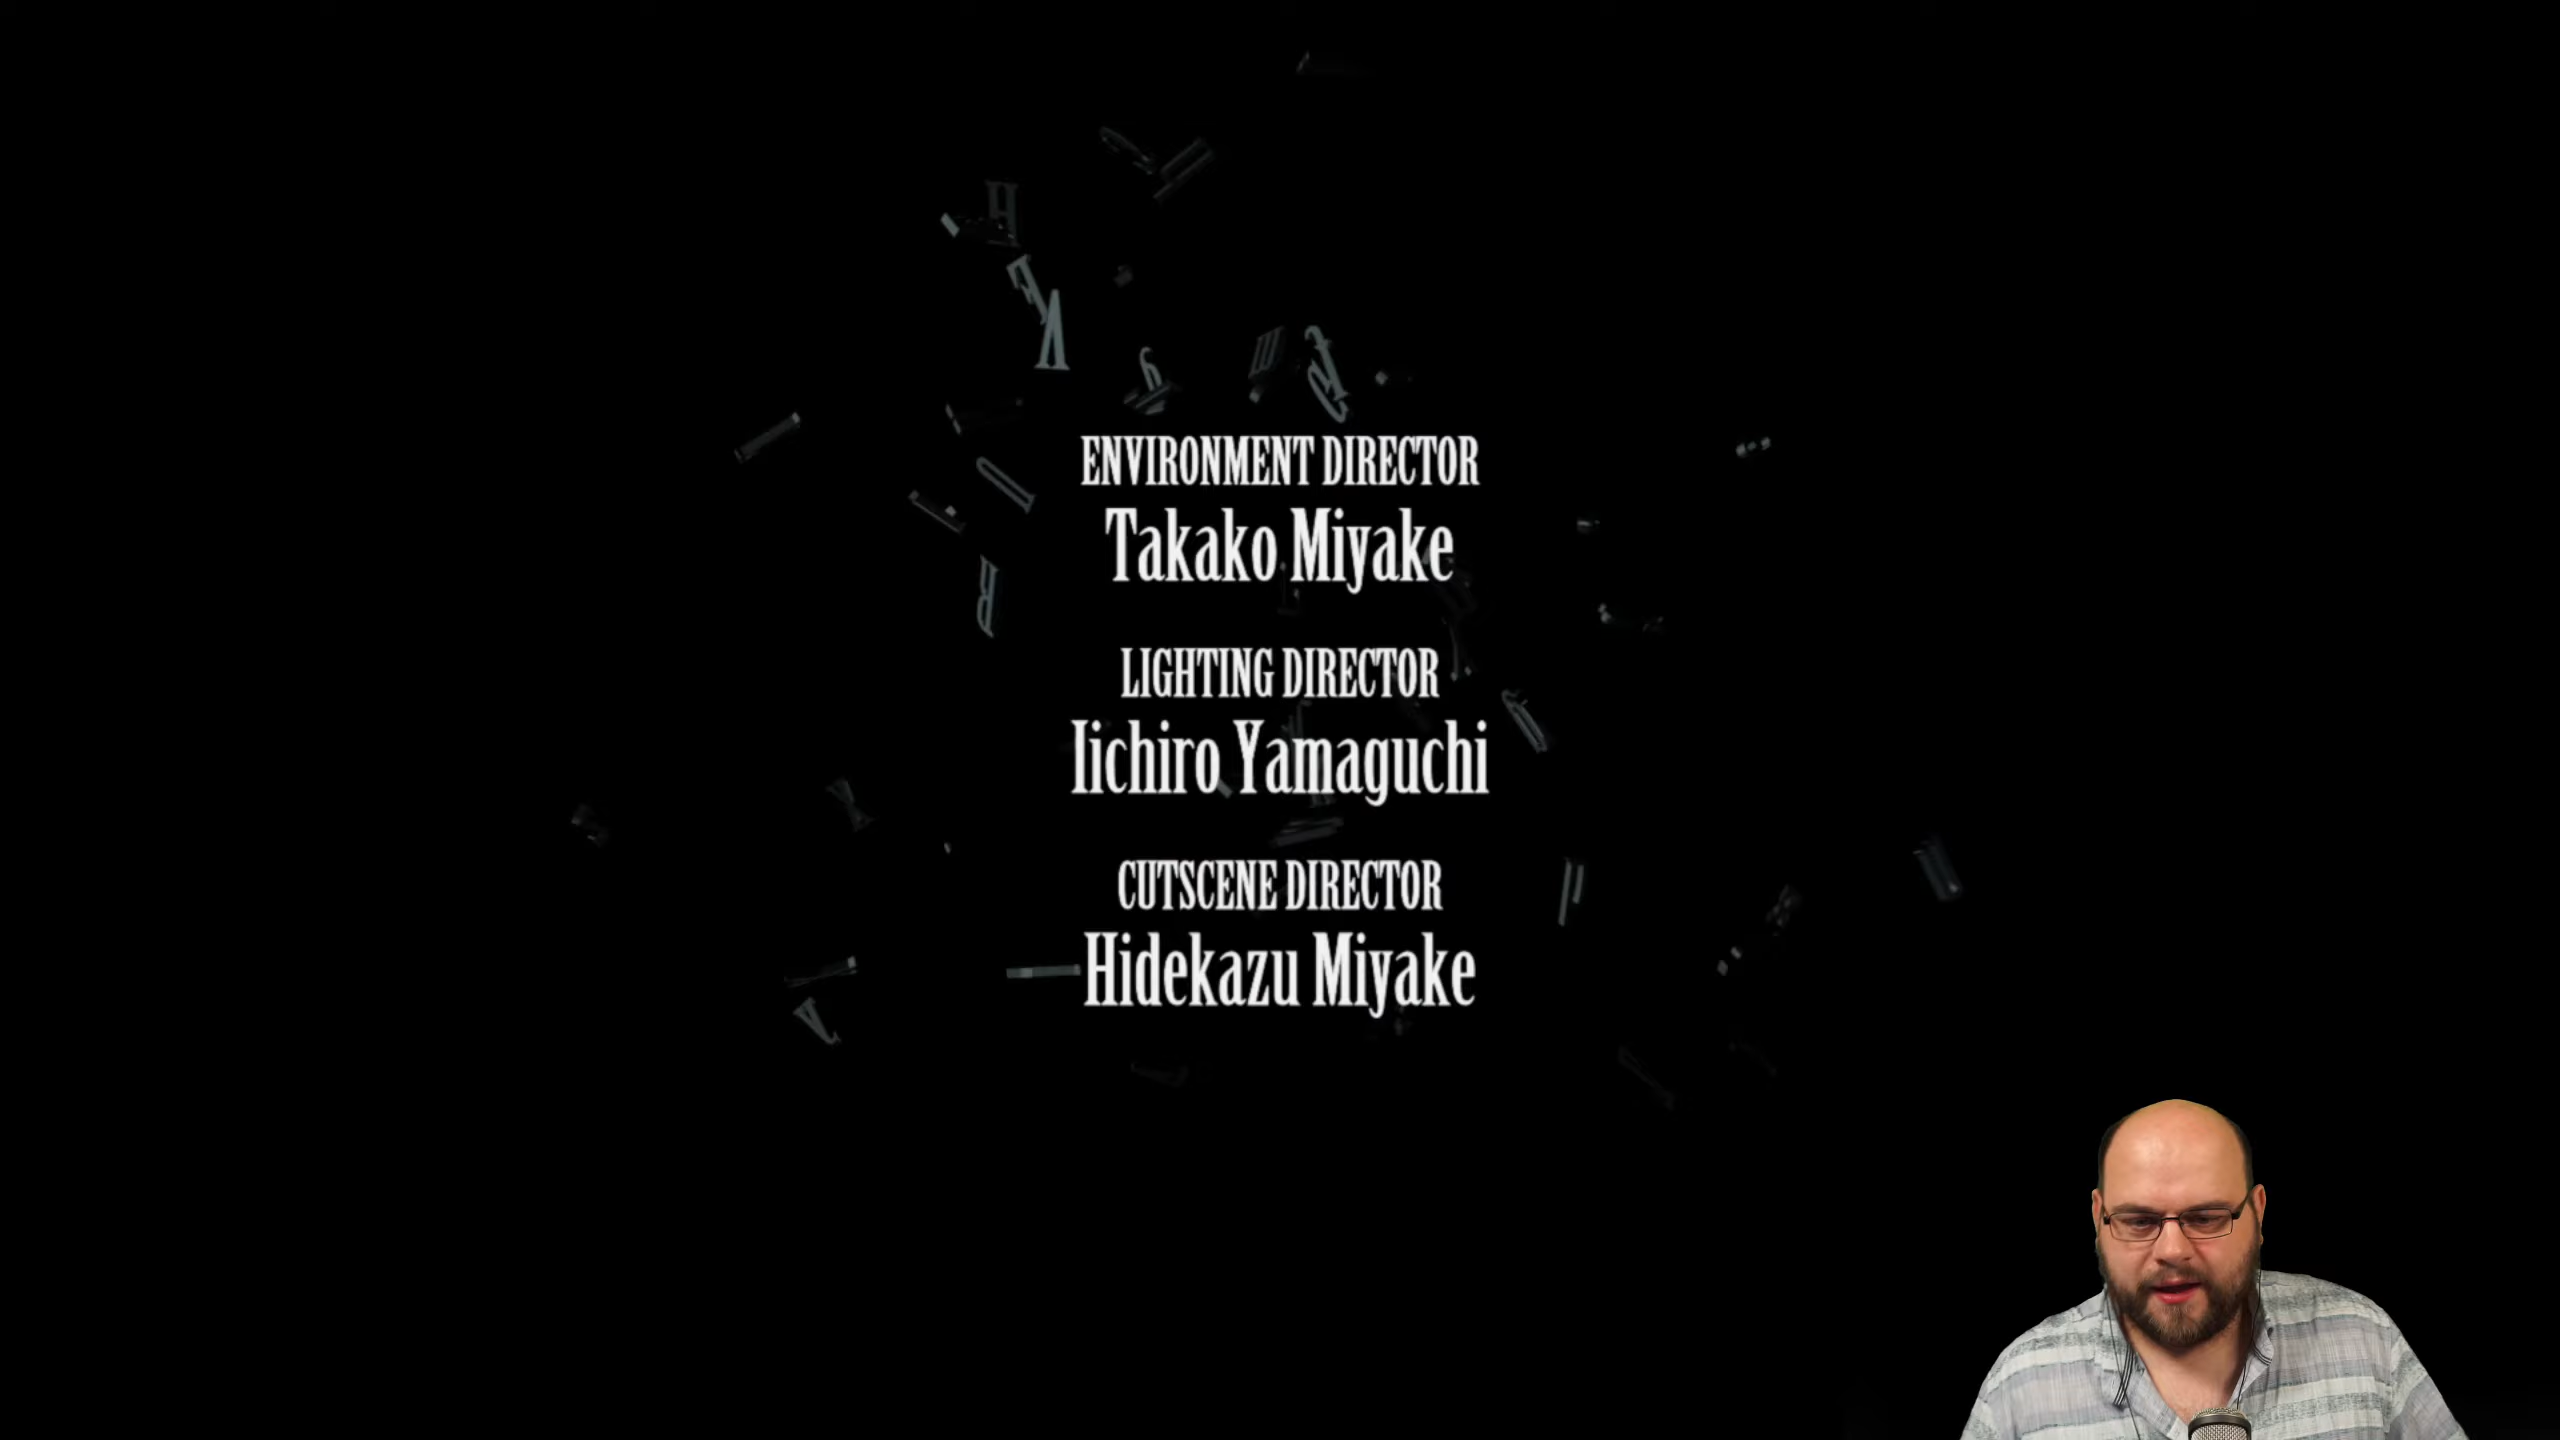 ENVIRONMENT DIRECTOR
Takako Miyake
LIGHTING DIRECTOR
Iichiro Yamaguchi
CUTSCENE DIRECTOR
Hidekazu Miyake